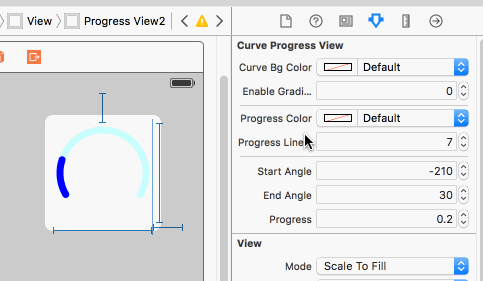 View Progress View2
Curve Progress View
Curve Bg Color Default
Enable Gradi... 0
Progress Color Default
Progress Line... 7
Start Angle -210
End Angle 30
Progress 0.2
View
Mode Scale To Fill